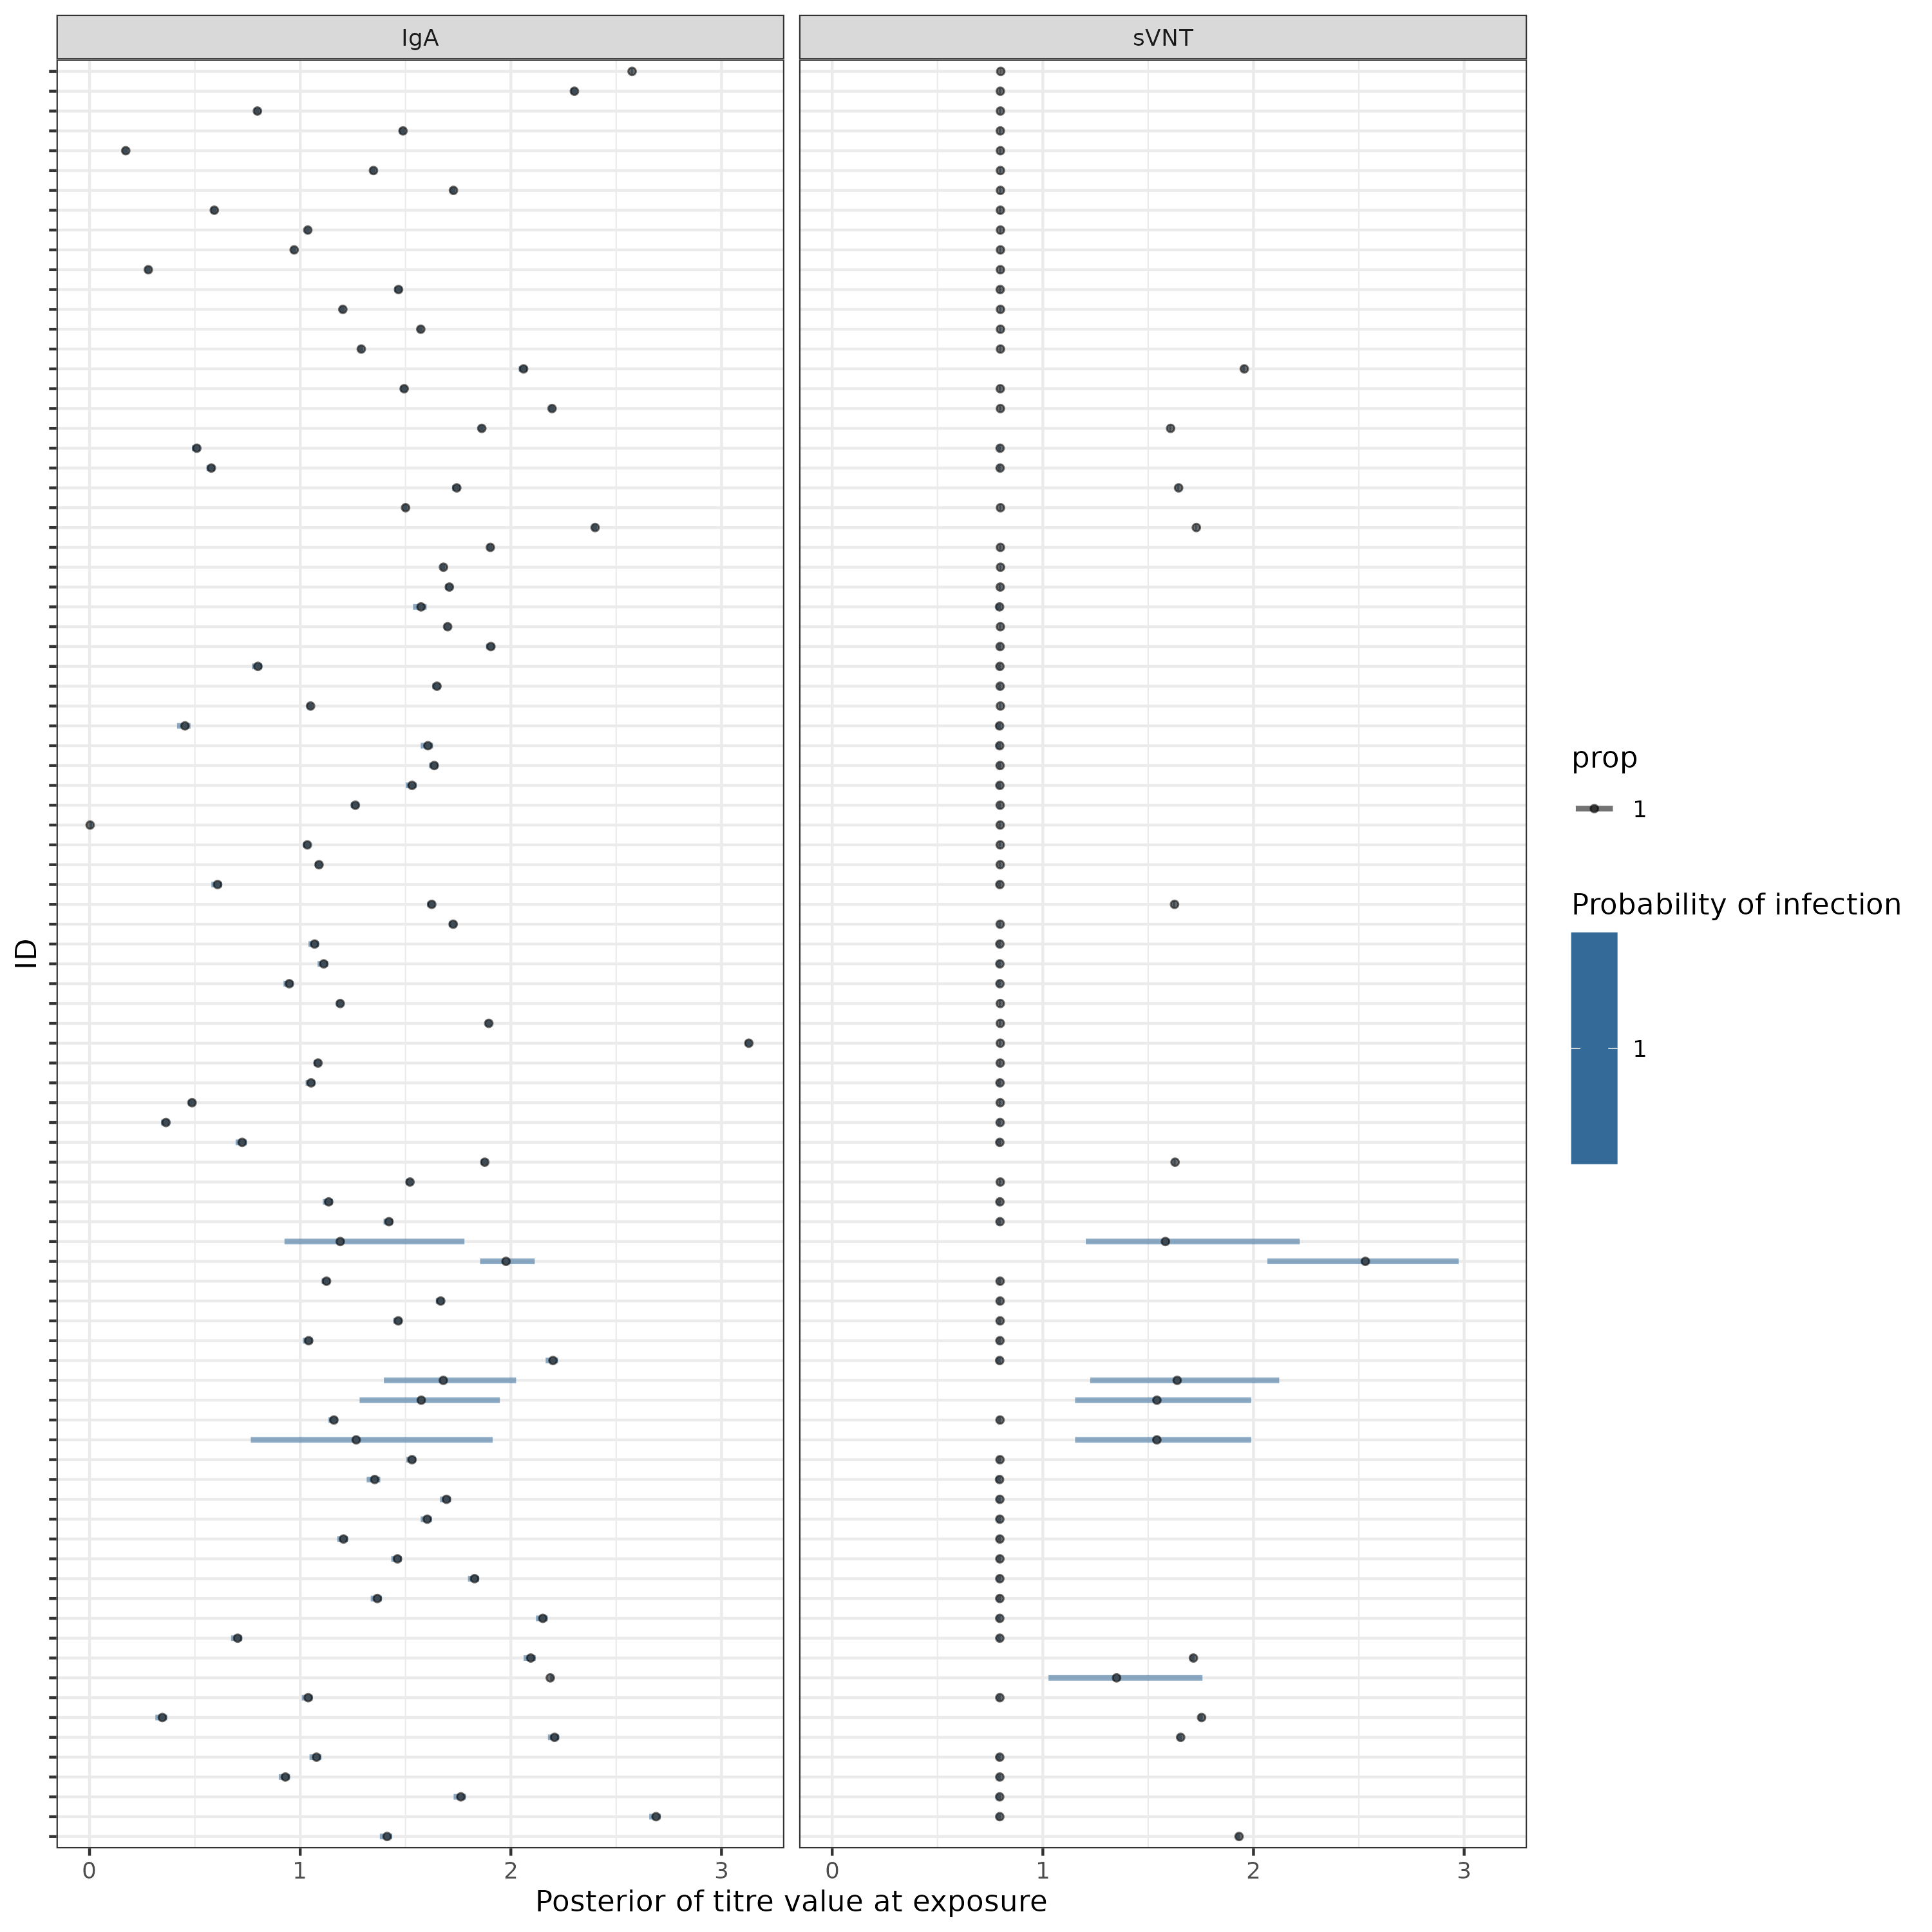 IgA
sVNT
ID
0 1 2 3
0 1 2 3
Posterior of titre value at exposure
prop
1
Probability of infection
1